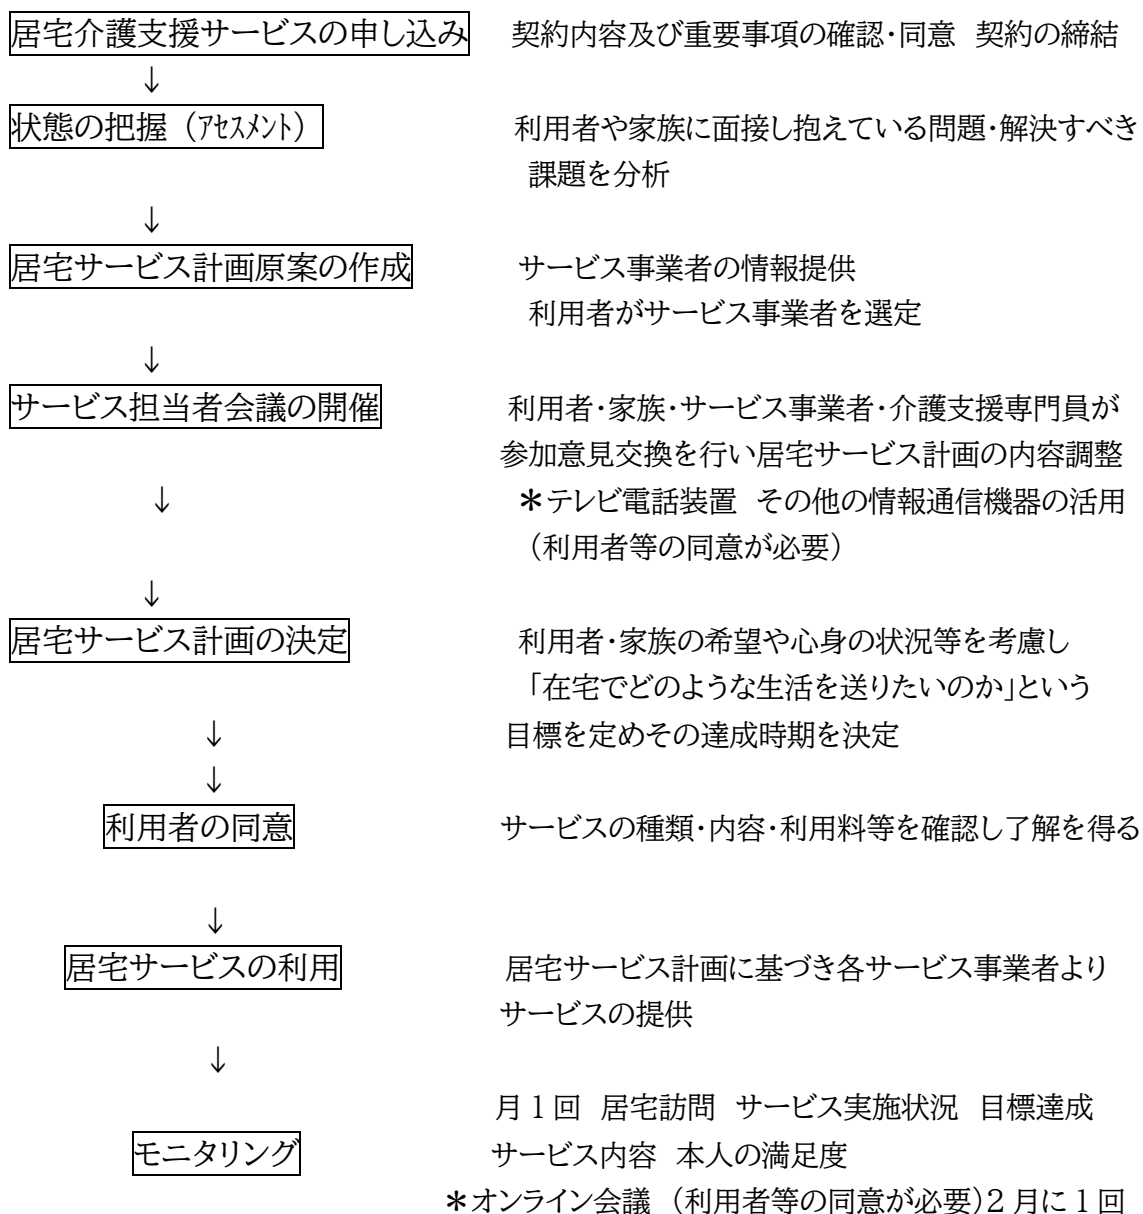 居宅介護支援サービスの申し込み 契約内容及び重要事項の確認・同意 契約の締結
↓
状態の把握（ｱｾｽﾒﾝﾄ） 利用者や家族に面接し抱えている問題・解決すべき
課題を分析
↓
居宅サービス計画原案の作成 サービス事業者の情報提供
利用者がサービス事業者を選定
↓
サービス担当者会議の開催 利用者・家族・サービス事業者・介護支援専門員が
参加意見交換を行い居宅サービス計画の内容調整
↓ ＊テレビ電話装置 その他の情報通信機器の活用
（利用者等の同意が必要）
↓
居宅サービス計画の決定 利用者・家族の希望や心身の状況等を考慮し
「在宅でどのような生活を送りたいのか」という
↓ 目標を定めその達成時期を決定
↓
利用者の同意 サービスの種類・内容・利用料等を確認し了解を得る
↓
居宅サービスの利用 居宅サービス計画に基づき各サービス事業者より
サービスの提供
↓
月1回 居宅訪問 サービス実施状況 目標達成
モニタリング サービス内容 本人の満足度
＊オンライン会議 （利用者等の同意が必要）2月に1回